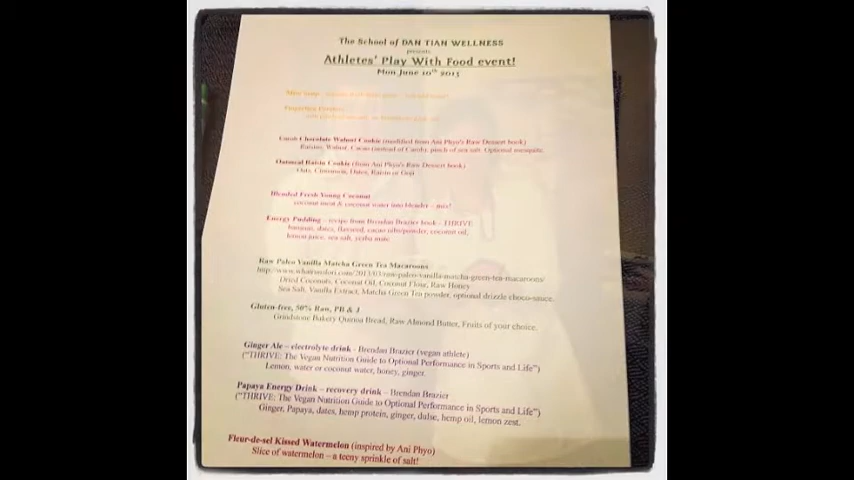 The School of DAN TIAN WELLNESS
presents
Athletes' Play With Food event!
Mon June 10th 2013
Miso Soup
Carob Chocolate Walnut Cookie (modified from Ani Phyo's Raw Dessert book)
Raisins, Walnut, Cacao (instead of Carob), pinch of sea salt. Optional mesquite.
Oatmeal Raisin Cookie (from Ani Phyo's Raw Dessert book)
Oats, Cinnamon, Dates, Raisin or Goji
Blended Fresh Young Coconut
coconut meat & coconut water into blender – mix!
Energy Pudding – recipe from Brendan Brazier book – THRIVE
bananas, dates, flaxseed, cacao nibs/powder, coconut oil,
lemon juice, sea salt, yerba mate
Raw Paleo Vanilla Matcha Green Tea Macaroons
Dried Coconuts, Coconut Oil, Coconut Flour, Raw Honey
Sea Salt, Vanilla Extract, Matcha Green Tea powder, optional drizzle choco-sauce.
Gluten-free, 50% Raw, PB & J
Grindstone Bakery Quinoa Bread, Raw Almond Butter, Fruits of your choice.
Ginger Ale – electrolyte drink - Brendan Brazier (vegan athlete)
("THRIVE: The Vegan Nutrition Guide to Optional Performance in Sports and Life")
Lemon, water or coconut water, honey, ginger.
Papaya Energy Drink – recovery drink – Brendan Brazier
("THRIVE: The Vegan Nutrition Guide to Optional Performance in Sports and Life")
Ginger, Papaya, dates, hemp protein, ginger, dulse, hemp oil, lemon zest.
Fleur-de-sel Kissed Watermelon (inspired by Ani Phyo)
Slice of watermelon – a teeny sprinkle of salt!